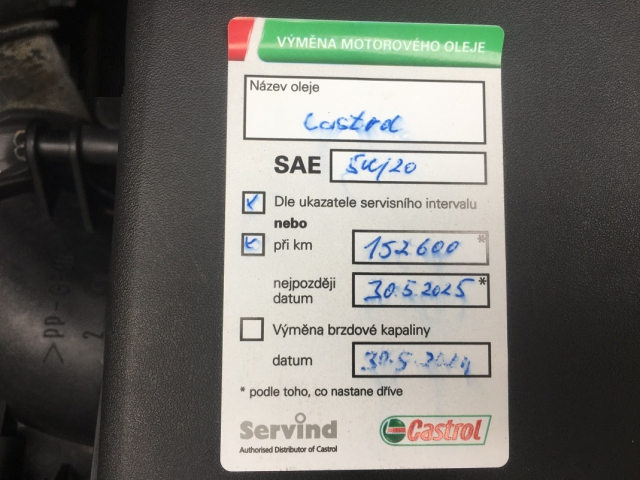 VÝMĚNA MOTOROVÉHO OLEJE
Název oleje
Castrol
SAE 5W/20
Dle ukazatele servisního intervalu
nebo
při km 152600 *
nejpozději
datum 30.5.2025 *
Výměna brzdové kapaliny
datum 30.5.2024
* podle toho, co nastane dříve
Servind Castrol
Authorised Distributor of Castrol
>PP-
2